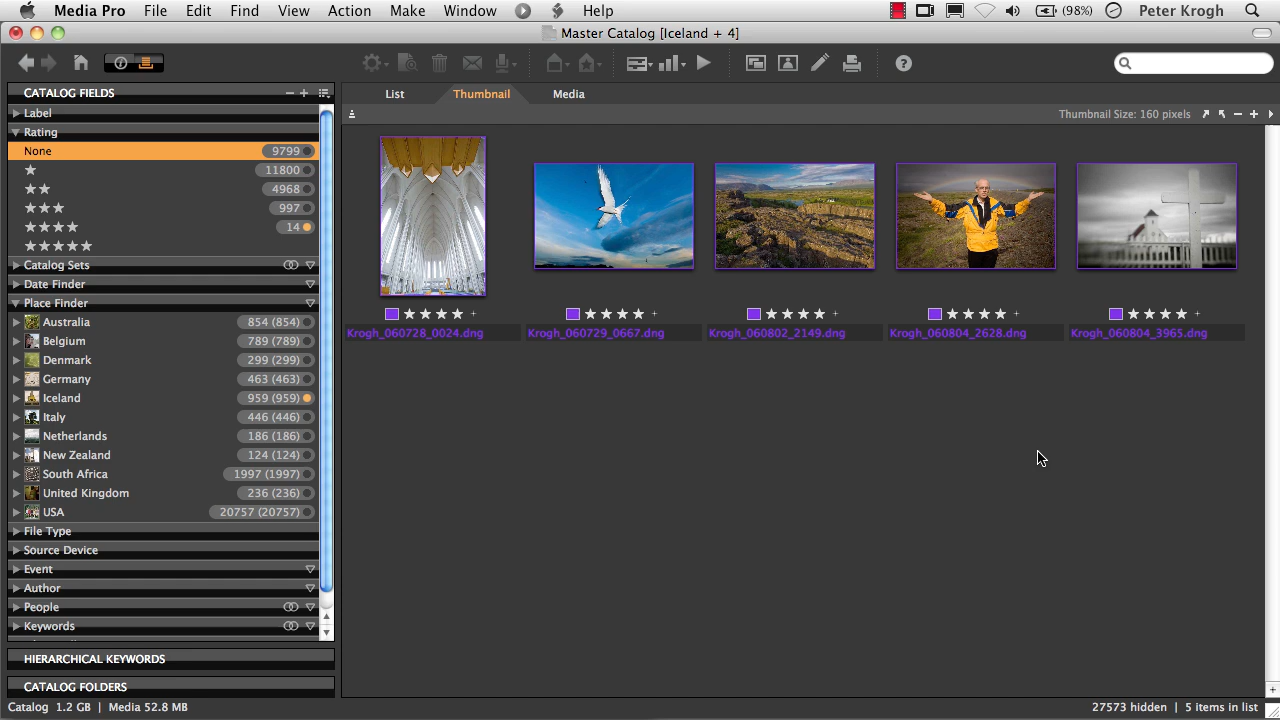 Media Pro File Edit Find View Action Make Window Help (98%) Peter Krogh
Master Catalog [Iceland + 4]
CATALOG FIELDS
List Thumbnail Media
Thumbnail Size: 160 pixels
Label
Rating
None 9799
11800
4968
997
14
Catalog Sets
Date Finder
Place Finder
Australia 854 (854)
Belgium 789 (789)
Denmark 299 (299)
Germany 463 (463)
Iceland 959 (959)
Italy 446 (446)
Netherlands 186 (186)
New Zealand 124 (124)
South Africa 1997 (1997)
United Kingdom 236 (236)
USA 20757 (20757)
File Type
Source Device
Event
Author
People
Keywords
HIERARCHICAL KEYWORDS
CATALOG FOLDERS
Krogh_060728_0024.dng
Krogh_060729_0667.dng
Krogh_060802_2149.dng
Krogh_060804_2628.dng
Krogh_060804_3965.dng
Catalog 1.2 GB | Media 52.8 MB
27573 hidden | 5 items in list